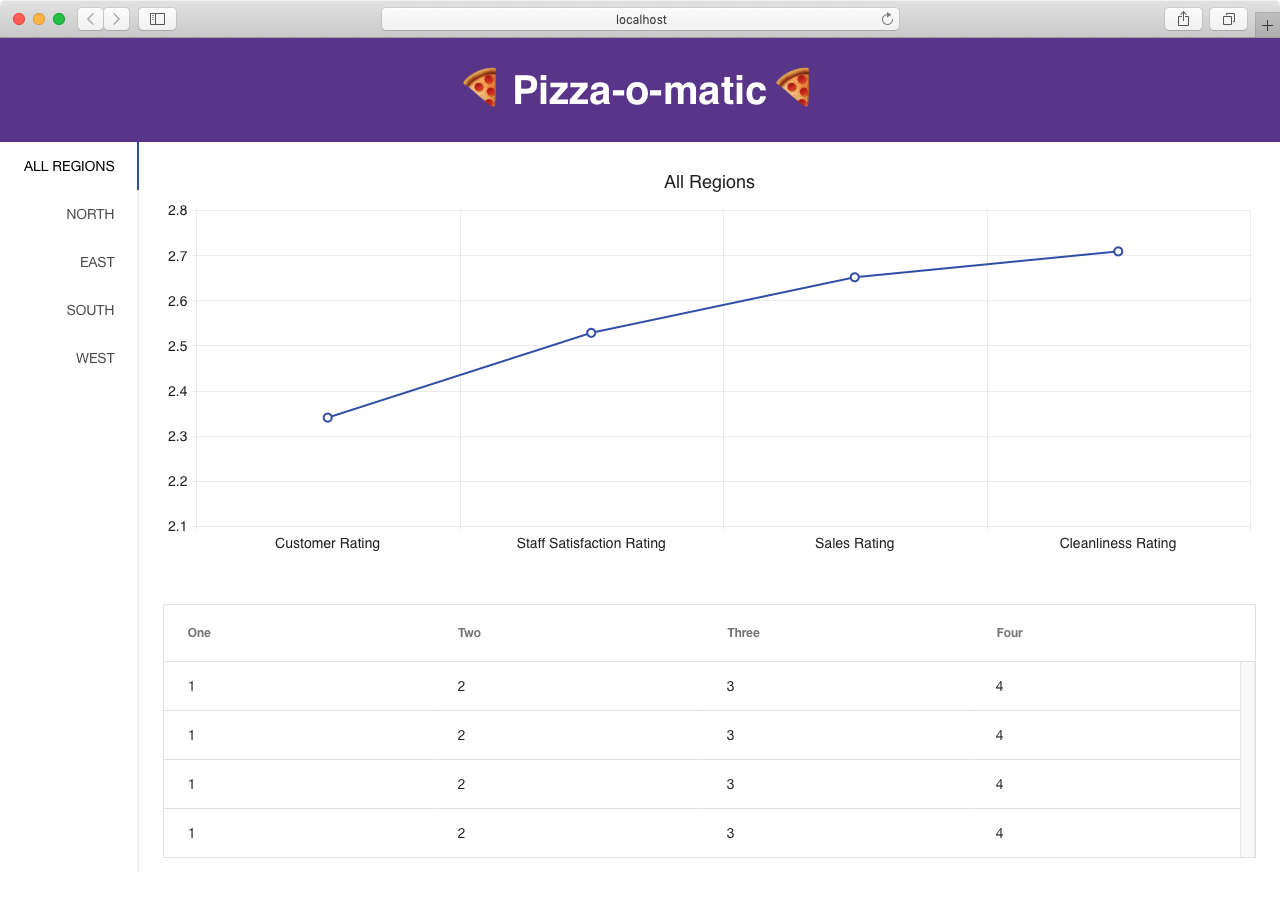 localhost
🍕 Pizza-o-matic 🍕
ALL REGIONS
NORTH
EAST
SOUTH
WEST
All Regions
2.8
2.7
2.6
2.5
2.4
2.3
2.2
2.1
Customer Rating Staff Satisfaction Rating Sales Rating Cleanliness Rating
One Two Three Four
1 2 3 4
1 2 3 4
1 2 3 4
1 2 3 4